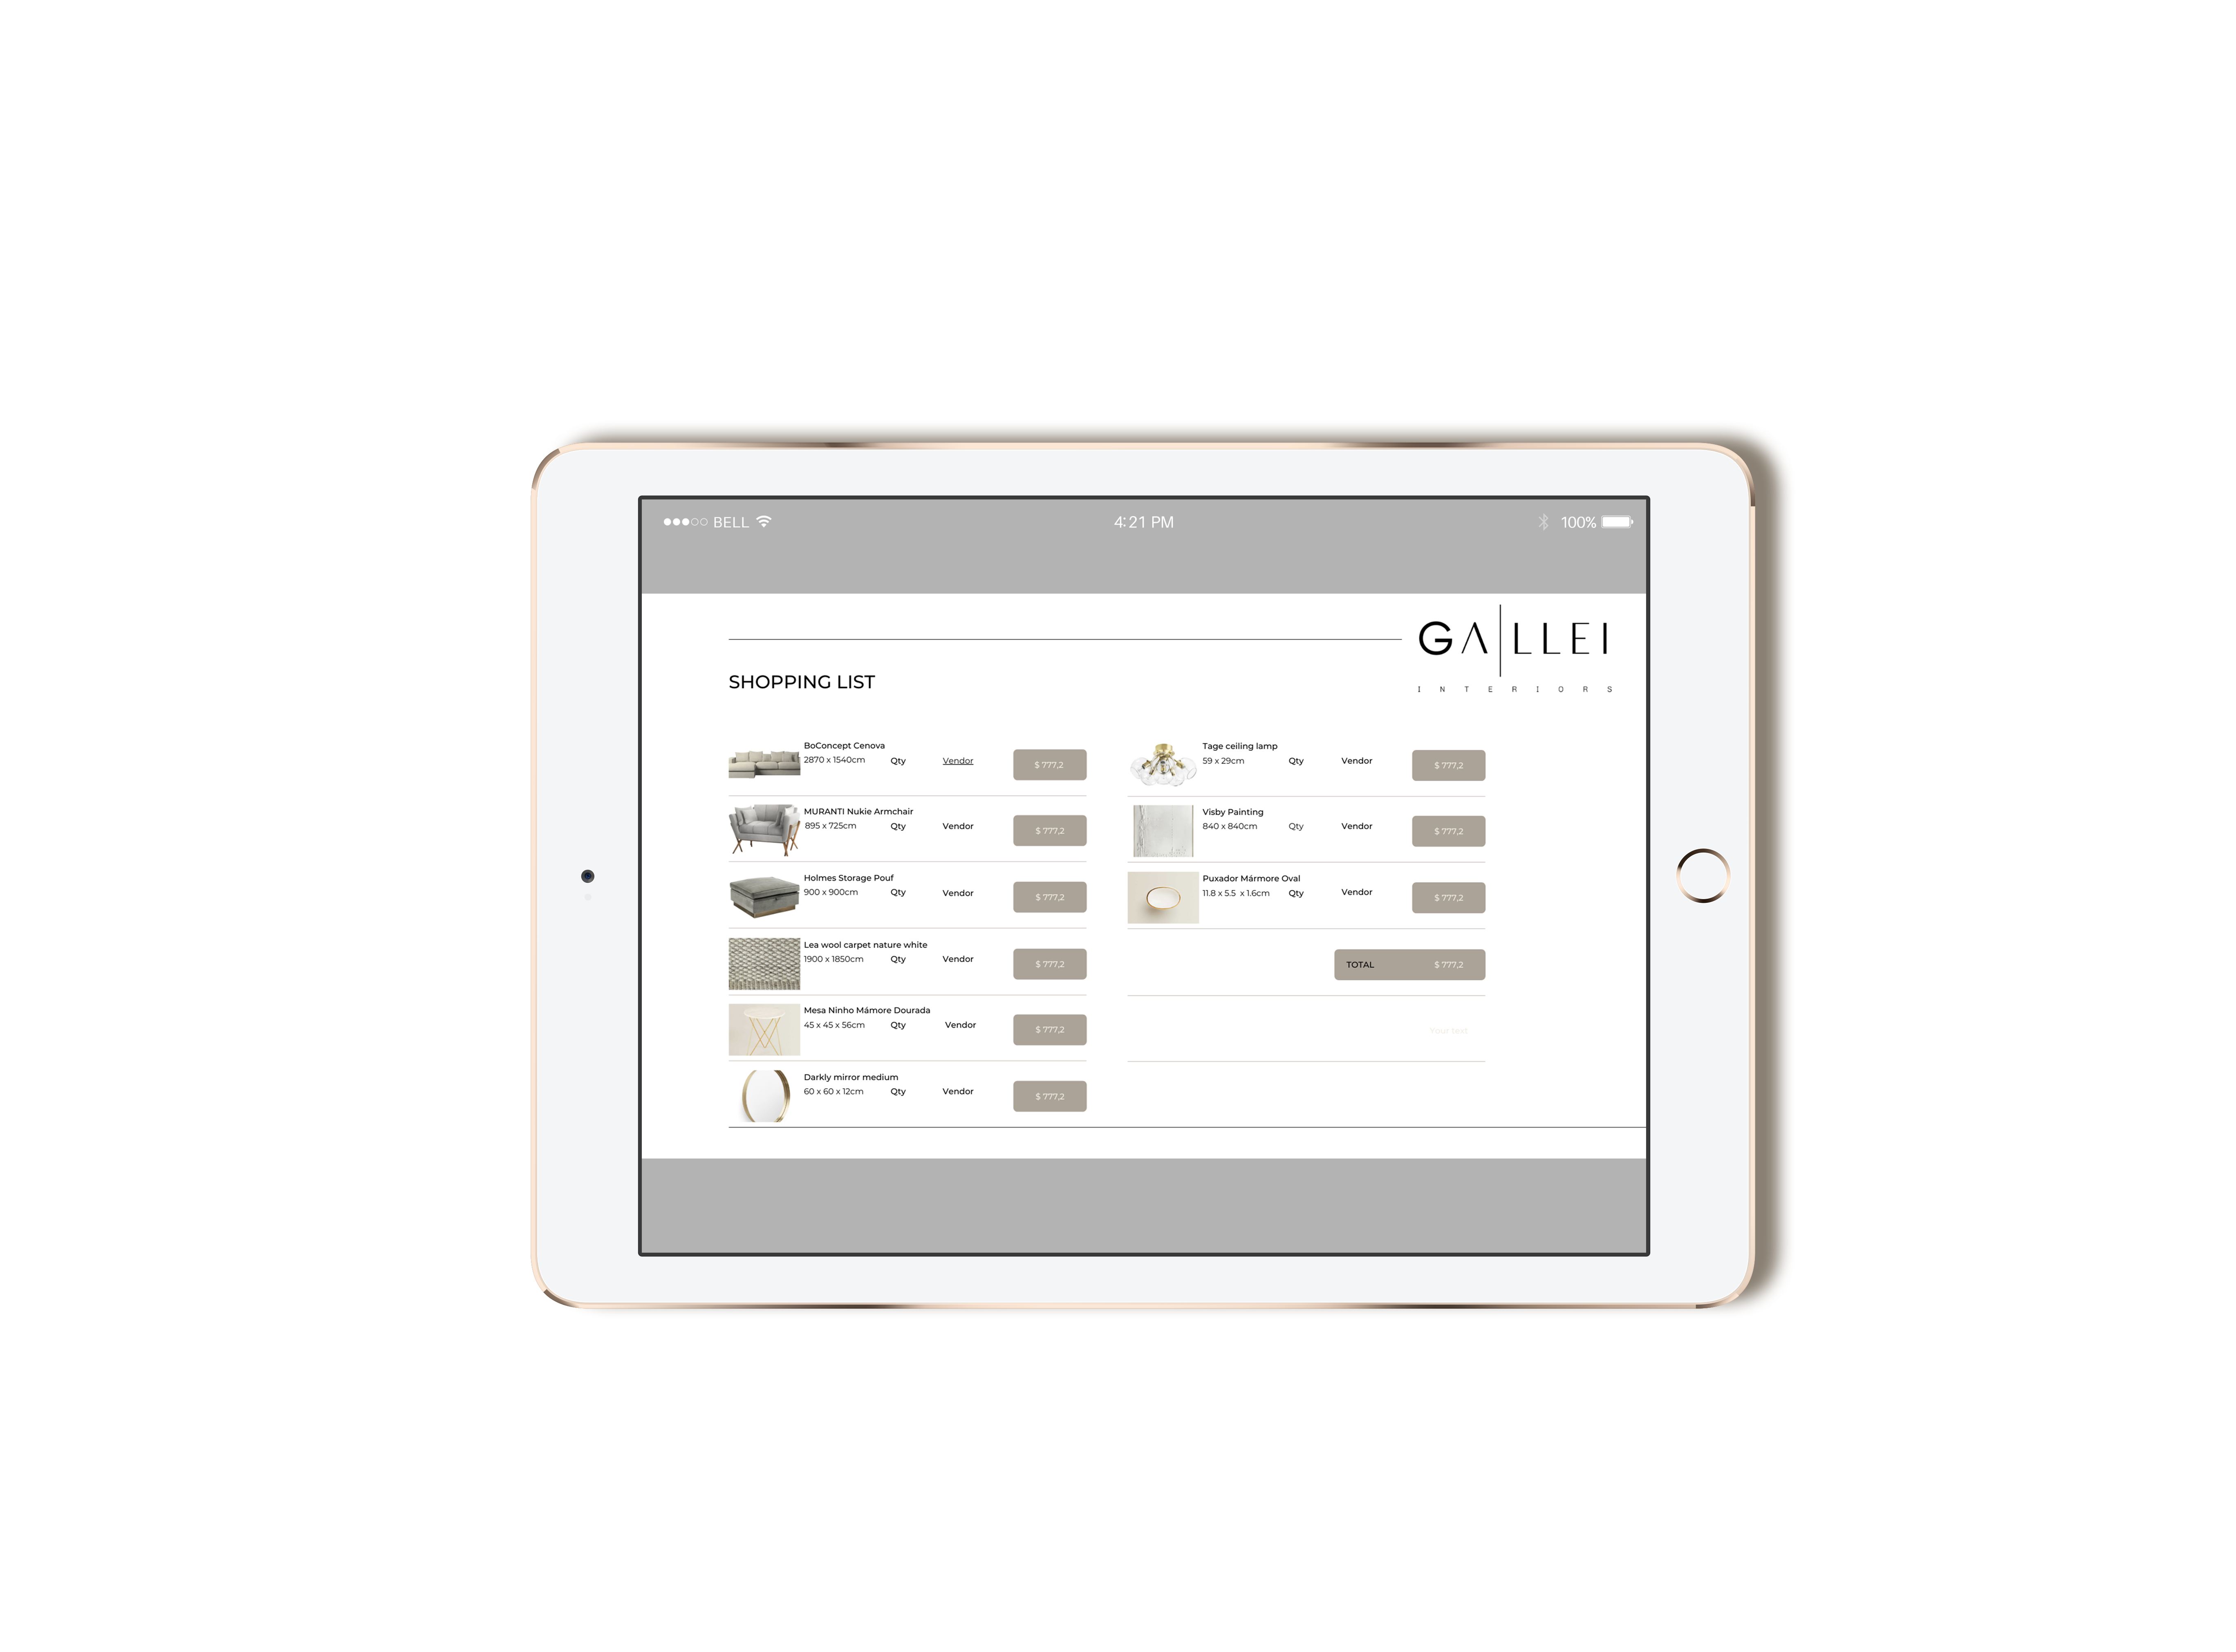 BELL
4:21 PM
100%
GALLEI
INTERIORS
SHOPPING LIST
BoConcept Cenova
2870 x 1540cm Qty Vendor $ 777,2
MURANTI Nukie Armchair
895 x 725cm Qty Vendor $ 777,2
Holmes Storage Pouf
900 x 900cm Qty Vendor $ 777,2
Lea wool carpet nature white
1900 x 1850cm Qty Vendor $ 777,2
Mesa Ninho Mámore Dourada
45 x 45 x 56cm Qty Vendor $ 777,2
Darkly mirror medium
60 x 60 x 12cm Qty Vendor $ 777,2
Tage ceiling lamp
59 x 29cm Qty Vendor $ 777,2
Visby Painting
840 x 840cm Qty Vendor $ 777,2
Puxador Mármore Oval
11.8 x 5.5 x 1.6cm Qty Vendor $ 777,2
TOTAL $ 777,2
Your text